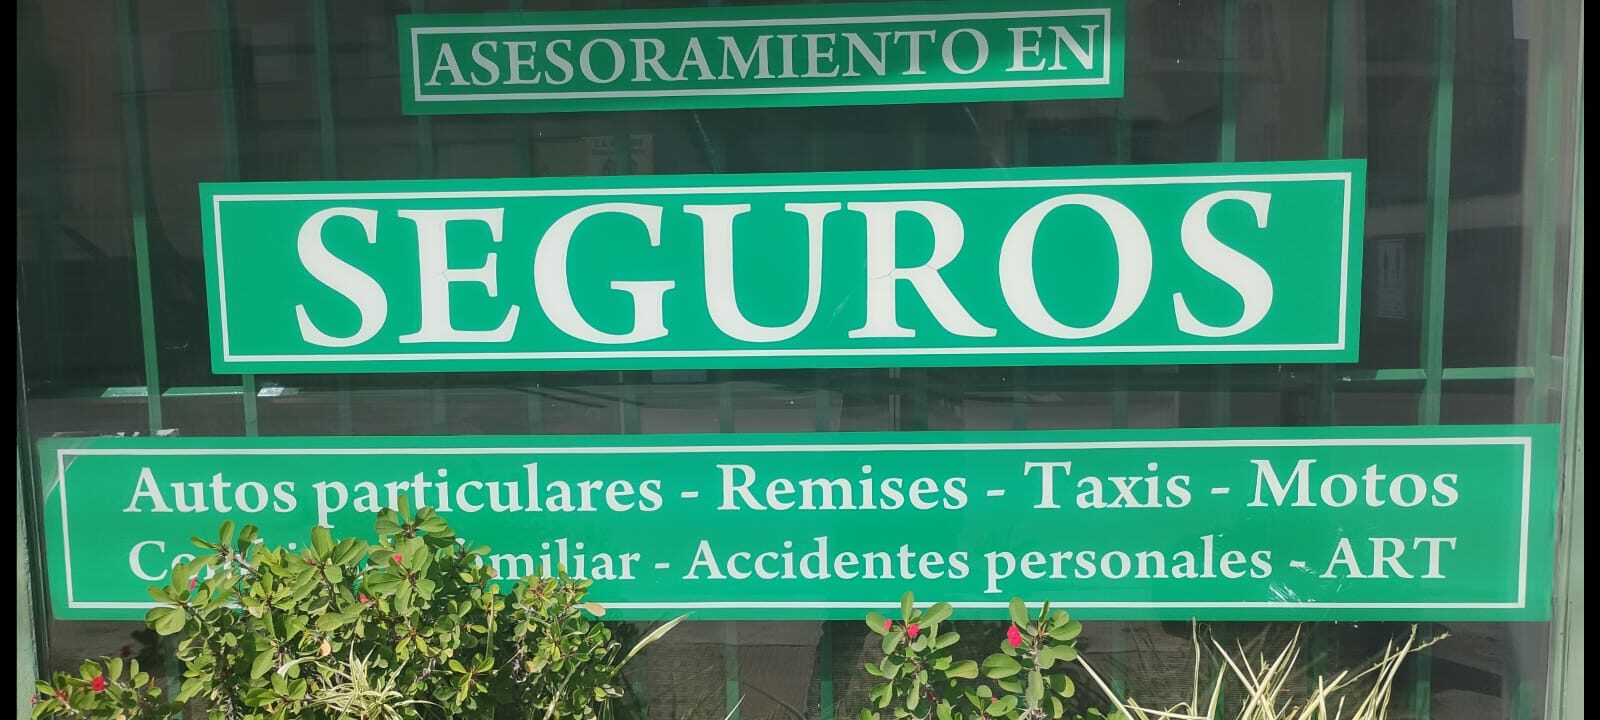 ASESORAMIENTO EN
SEGUROS
Autos particulares - Remises - Taxis - Motos
- Accidentes personales - ART